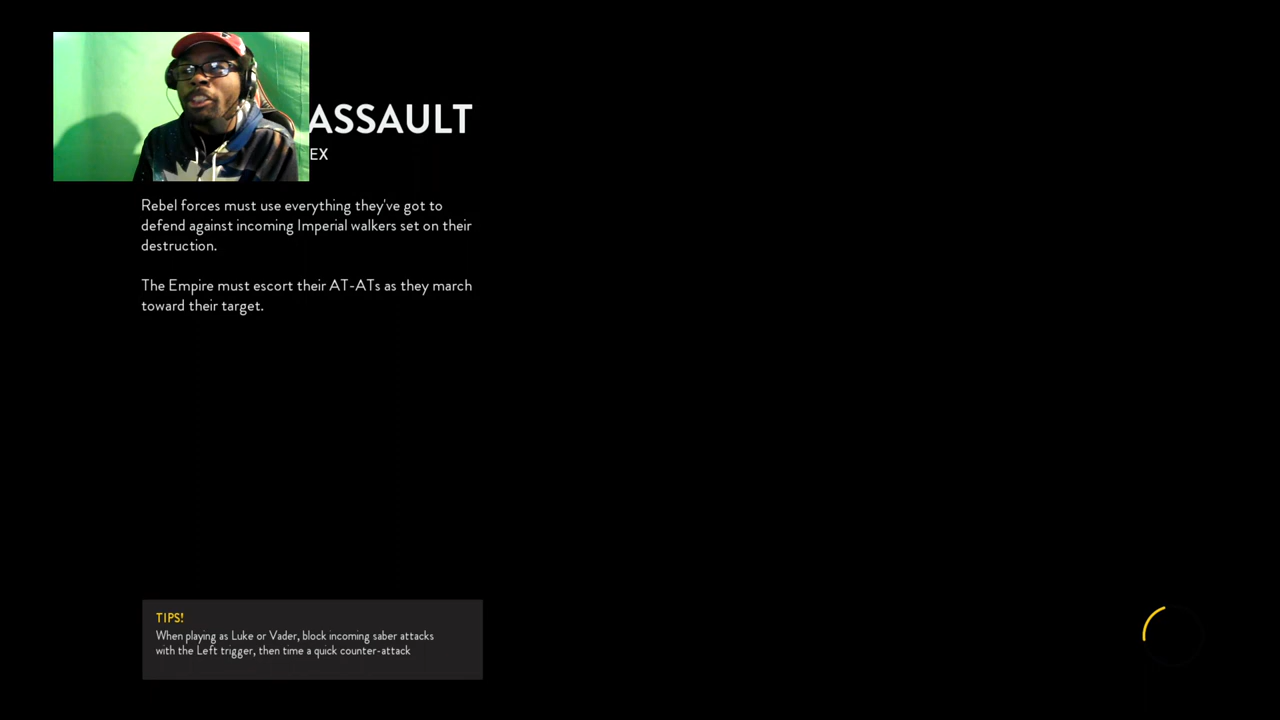 ASSAULT
EX
Rebel forces must use everything they've got to
defend against incoming Imperial walkers set on their
destruction.
The Empire must escort their AT-ATs as they march
toward their target.
TIPS!
When playing as Luke or Vader, block incoming saber attacks
with the Left trigger, then time a quick counter-attack